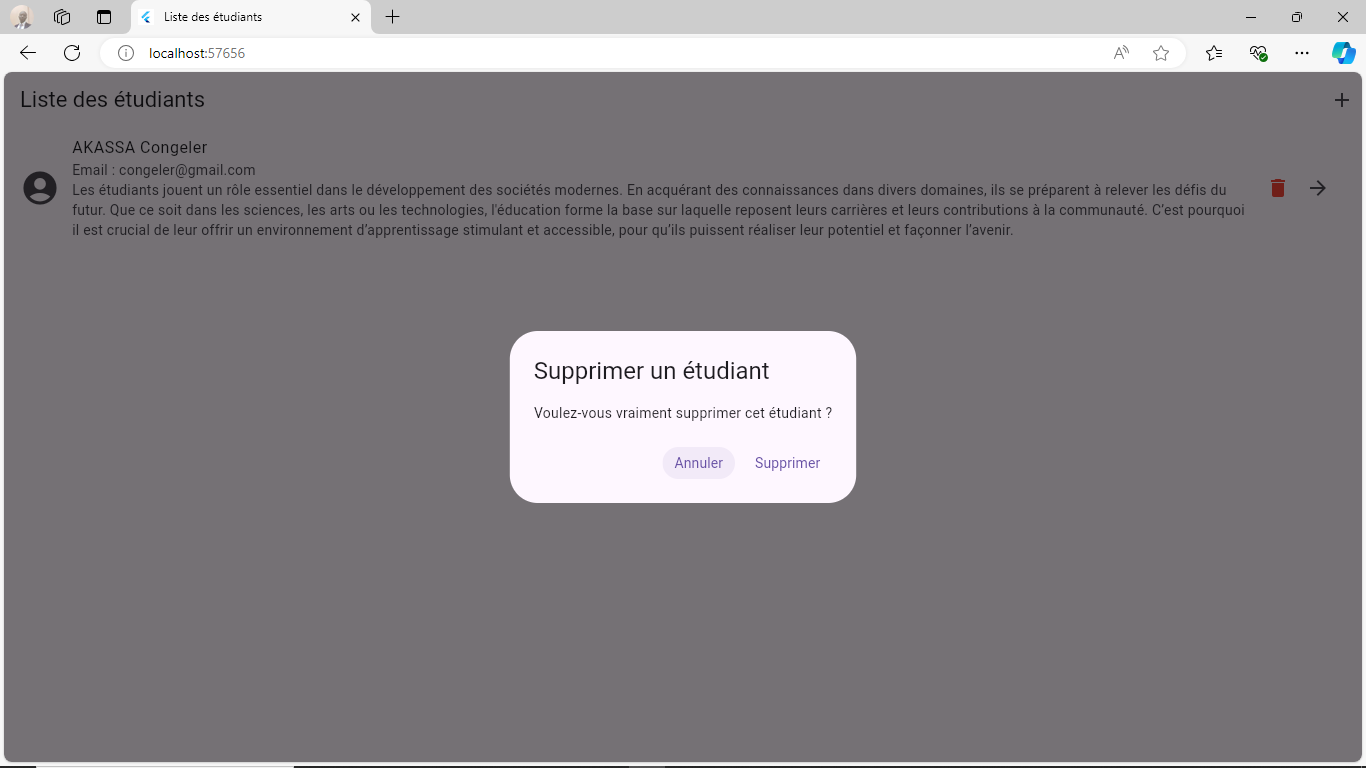 Liste des étudiants
localhost:57656
Liste des étudiants
AKASSA Congeler
Email : congeler@gmail.com
Les étudiants jouent un rôle essentiel dans le développement des sociétés modernes. En acquérant des connaissances dans divers domaines, ils se préparent à relever les défis du
futur. Que ce soit dans les sciences, les arts ou les technologies, l'éducation forme la base sur laquelle reposent leurs carrières et leurs contributions à la communauté. C’est pourquoi
il est crucial de leur offrir un environnement d’apprentissage stimulant et accessible, pour qu’ils puissent réaliser leur potentiel et façonner l’avenir.
Supprimer un étudiant
Voulez-vous vraiment supprimer cet étudiant ?
Annuler Supprimer